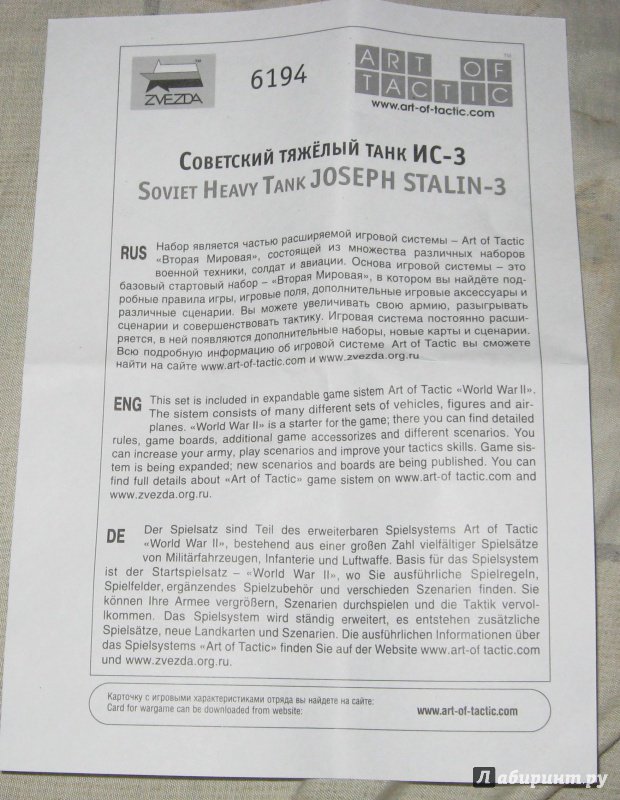 ZVEZDA
6194
ART OF
TACTIC
www.art-of-tactic.com
СОВЕТСКИЙ ТЯЖЁЛЫЙ ТАНК ИС-3
SOVIET HEAVY TANK JOSEPH STALIN-3
RUS Набор является частью расширяемой игровой системы – Art of Tactic
«Вторая Мировая», состоящей из множества различных наборов
военной техники, солдат и авиации. Основа игровой системы – это
базовый стартовый набор – «Вторая Мировая», в котором вы найдёте под-
робные правила игры, игровые поля, дополнительные игровые аксессуары и
различные сценарии. Вы можете увеличивать свою армию, разыгрывать
сценарии и совершенствовать тактику. Игровая система постоянно расши-
ряется, в ней появляются дополнительные наборы, новые карты и сценарии.
Всю подробную информацию об игровой системе Art of Tactic вы сможете
найти на сайте www.art-of-tactic.com и www.zvezda.org.ru
ENG This set is included in expandable game sistem Art of Tactic «World War II».
The sistem consists of many different sets of vehicles, figures and air-
planes. «World War II» is a starter for the game; there you can find detailed
rules, game boards, additional game accessorizes and different scenarios. You
can increase your army, play scenarios and improve your tactics skills. Game sis-
tem is being expanded; new scenarios and boards are being published. You can
find full details about «Art of Tactic» game sistem on www.art-of tactic.com and
www.zvezda.org.ru.
DE Der Spielsatz sind Teil des erweiterbaren Spielsystems Art of Tactic
«World War II», bestehend aus einer großen Zahl vielfältiger Spielsätze
von Militärfahrzeugen, Infanterie und Luftwaffe. Basis für das Spielsystem
ist der Startspielsatz – «World War II», wo Sie ausführliche Spielregeln,
Spielfelder, ergänzendes Spielzubehör und verschieden Szenarien finden. Sie
können Ihre Armee vergrößern, Szenarien durchspielen und die Taktik vervol-
lkommen. Das Spielsystem wird ständig erweitert, es entstehen zusätzliche
Spielsätze, neue Landkarten und Szenarien. Die ausführlichen Informationen über
das Spielsystems «Art of Tactic» finden Sie auf der Website www.art-of tactic.com
und www.zvezda.org.ru.
Карточку с игровыми характеристиками отряда вы найдете на сайте:
Card for wargame can be downloaded from website: www.art-of-tactic.com
Лабиринт.ру